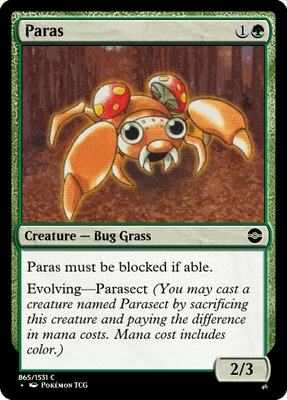 Paras 1
Creature — Bug Grass
Paras must be blocked if able.
Evolving—Parasect (You may cast a
creature named Parasect by sacrificing
this creature and paying the difference
in mana costs. Mana cost includes
color.)
2/3
865/1531 C
• Pokémon TCG
46